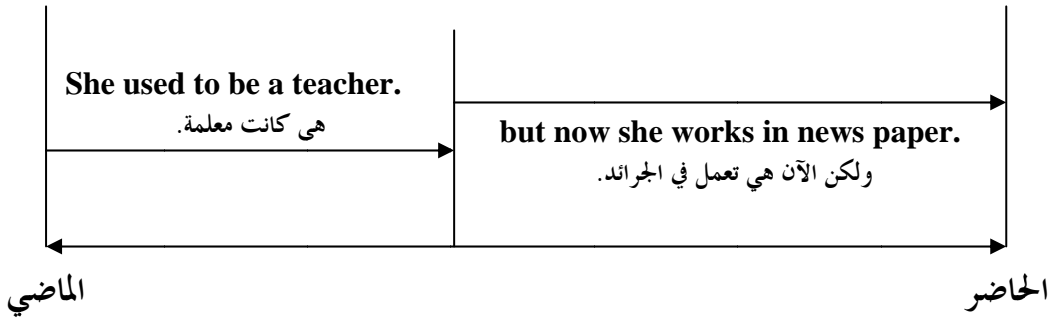 She used to be a teacher.
هى كانت معلمة.
but now she works in news paper.
ولكن الآن هي تعمل في الجرائد.
الماضي
الحاضر